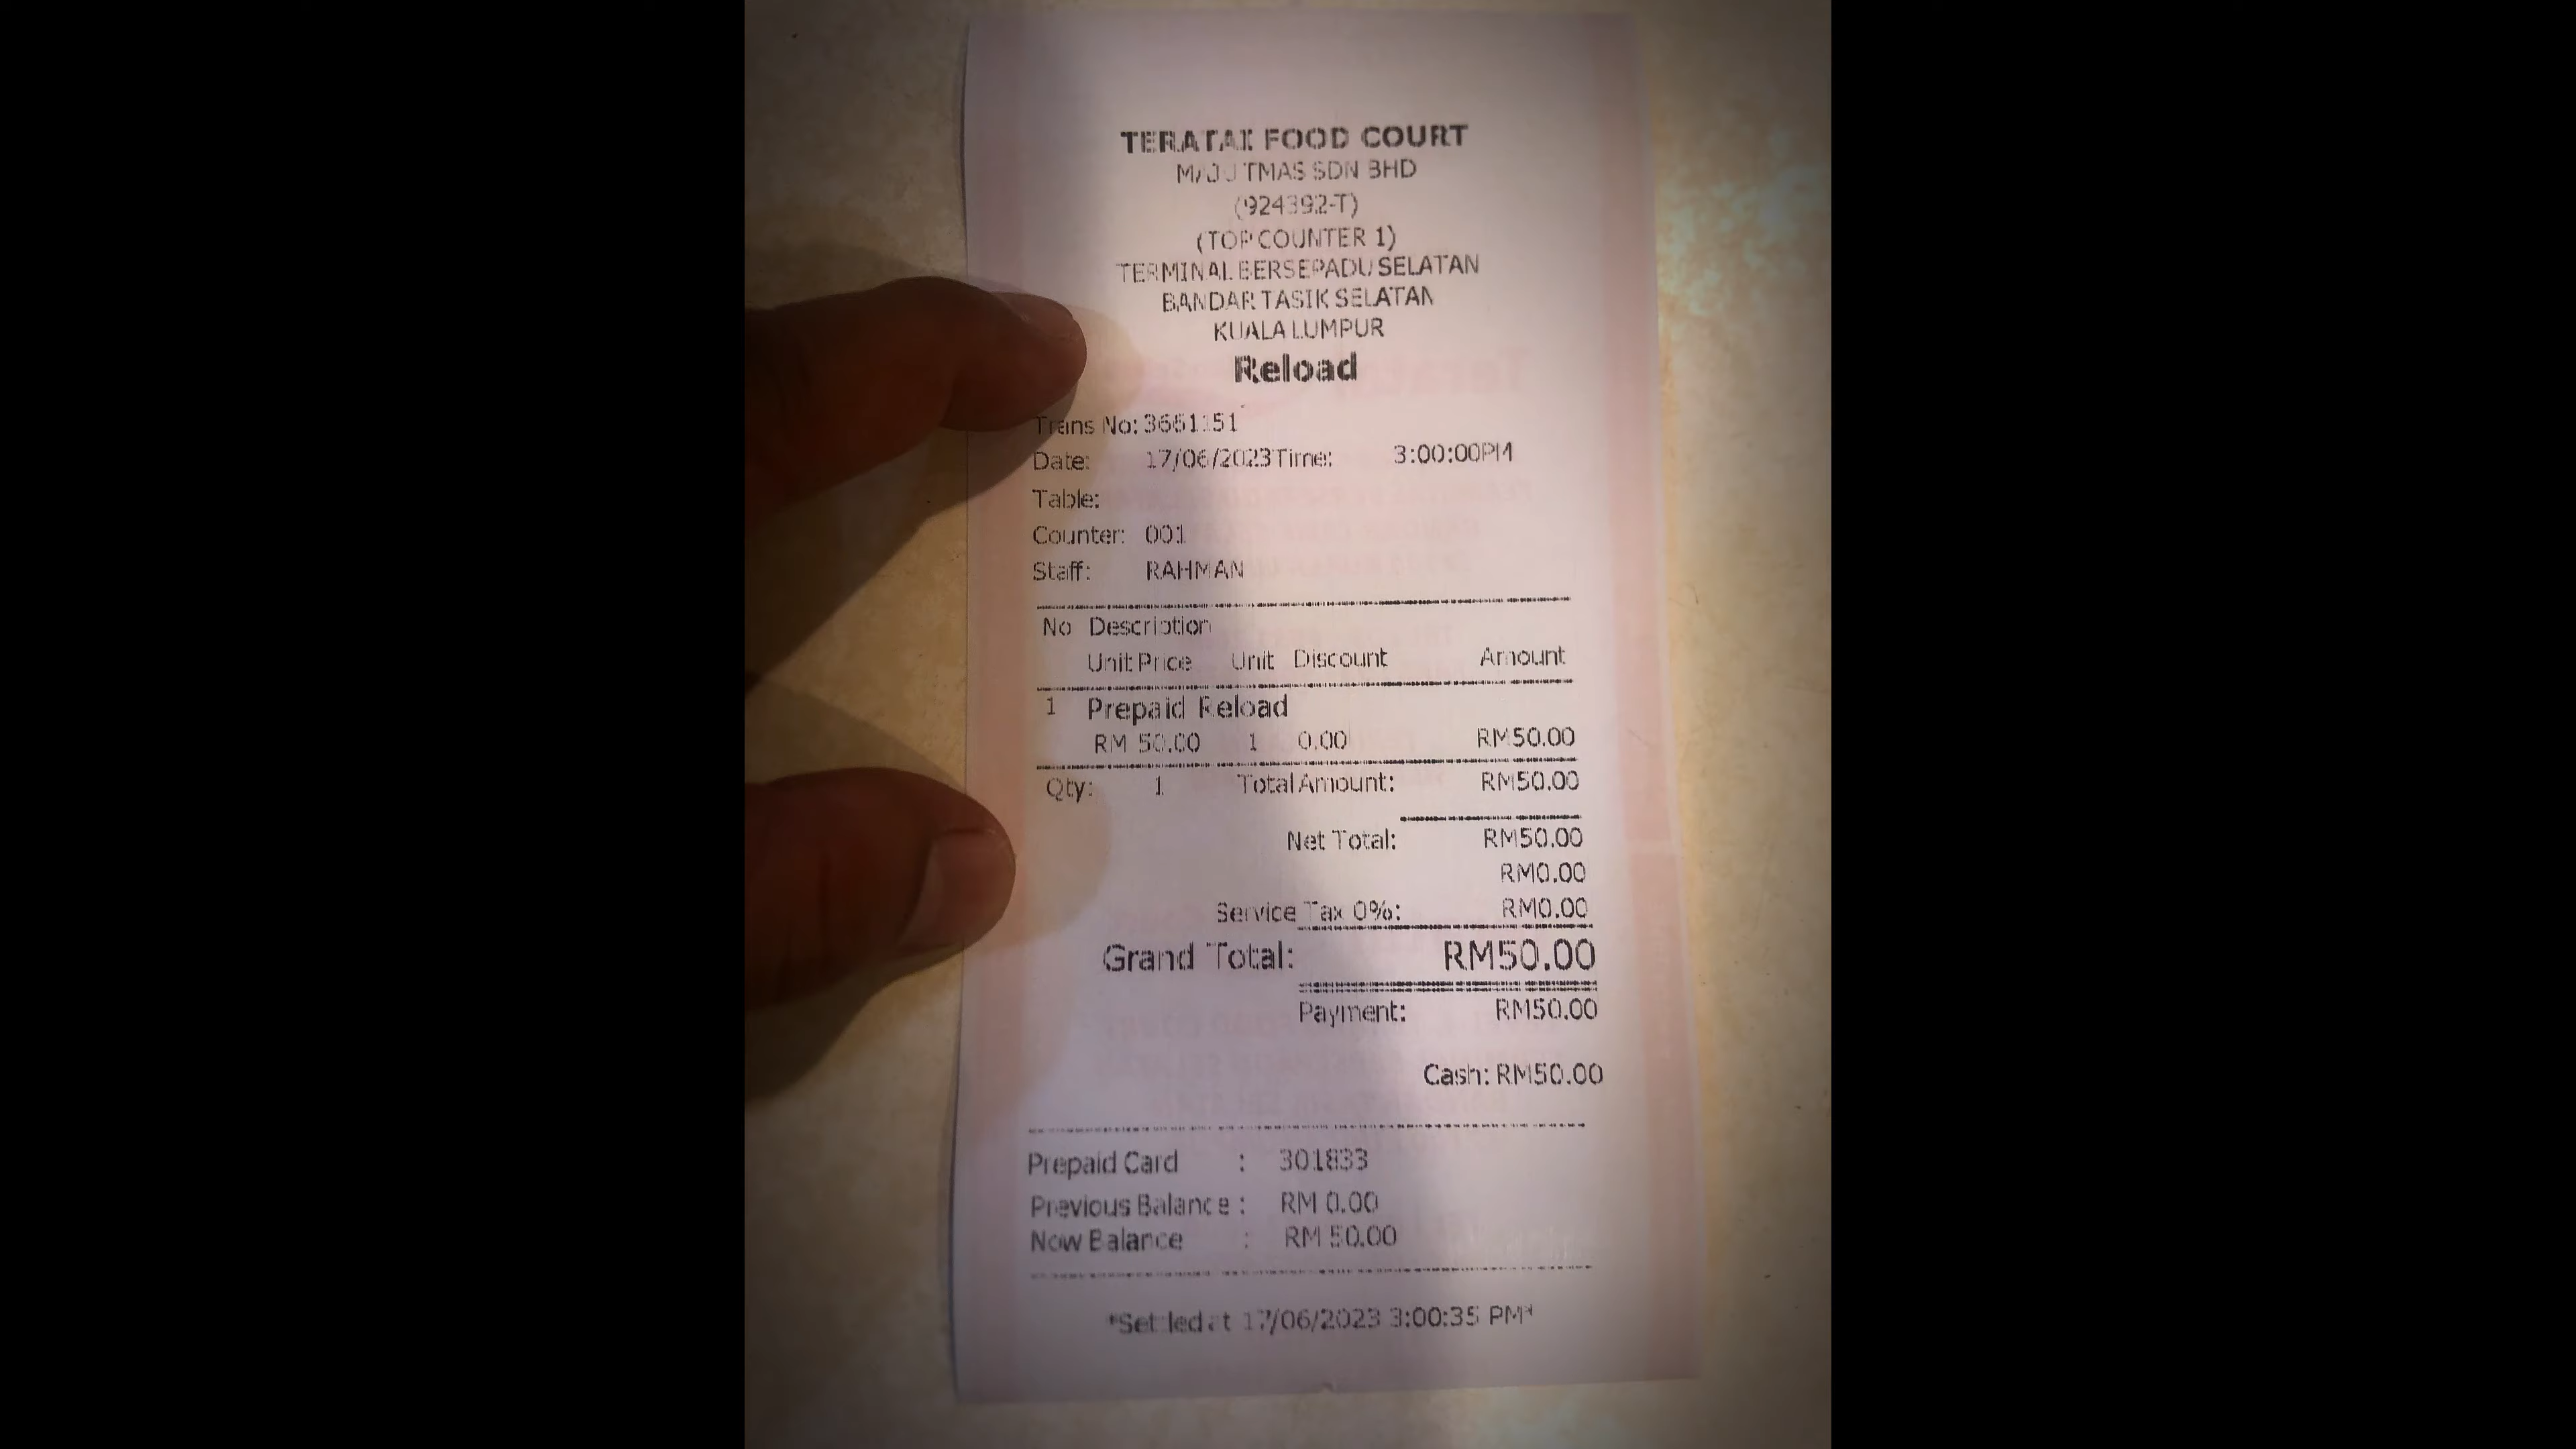 TERATAI FOOD COURT
MAJU TMAS SDN BHD
(924392-T)
(TOP COUNTER 1)
TERMINAL BERSEPADU SELATAN
BANDAR TASIK SELATAN
KUALA LUMPUR
Reload
Trans No: 3661151
Date: 17/06/2023 Time: 3:00:00PM
Table:
Counter: 001
Staff: RAHMAN
No Description
Unit Price Unit Discount Amount
1 Prepaid Reload
RM 50.00 1 0.00 RM50.00
Qty: 1 Total Amount: RM50.00
Net Total: RM50.00
RM0.00
Service Tax 0%: RM0.00
Grand Total: RM50.00
Payment: RM50.00
Cash: RM50.00
Prepaid Card : 301833
Previous Balance : RM 0.00
Now Balance : RM 50.00
*Settled at 17/06/2023 3:00:35 PM*